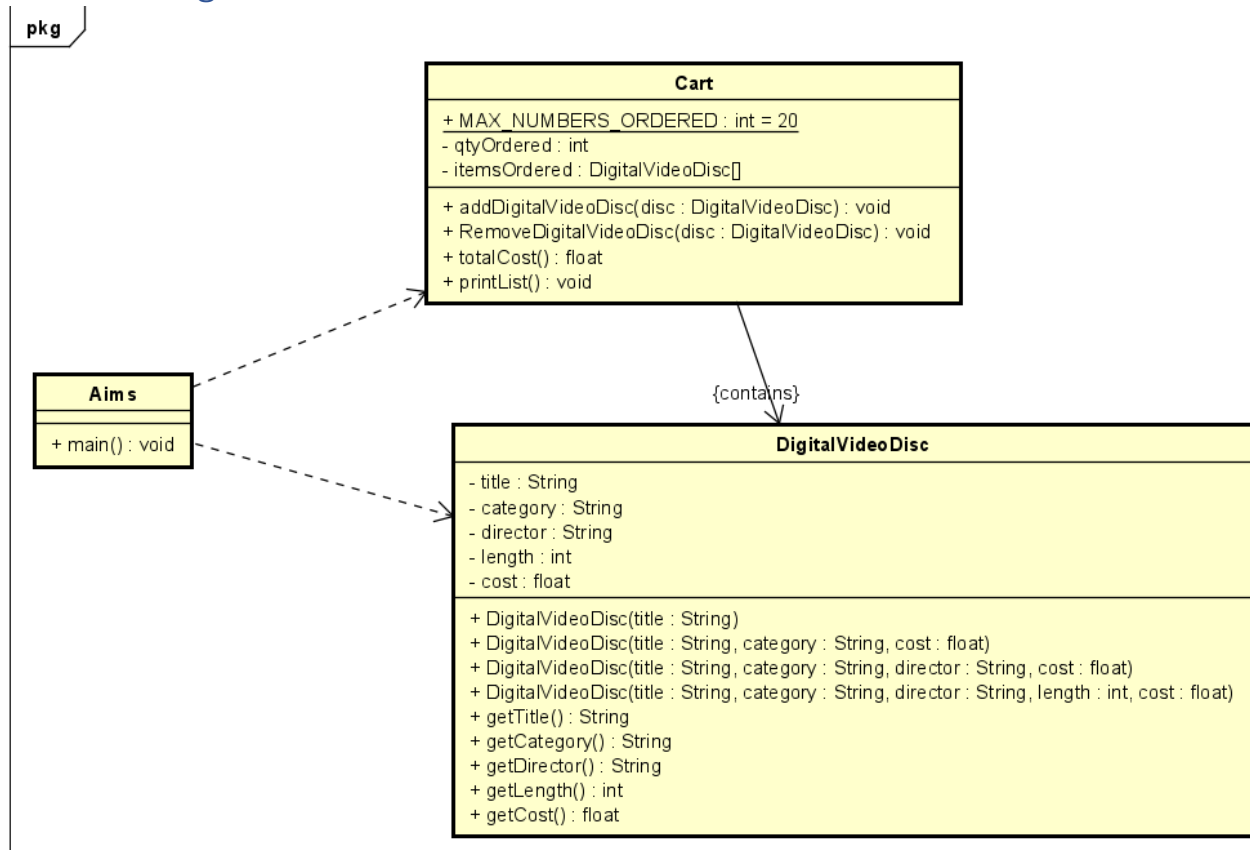 pkg
Cart
+ MAX_NUMBERS_ORDERED : int = 20
- qtyOrdered : int
- itemsOrdered : DigitalVideoDisc[]
+ addDigitalVideoDisc(disc : DigitalVideoDisc) : void
+ RemoveDigitalVideoDisc(disc : DigitalVideoDisc) : void
+ totalCost() : float
+ printList() : void
Aims
+ main() : void
{contains}
DigitalVideoDisc
- title : String
- category : String
- director : String
- length : int
- cost : float
+ DigitalVideoDisc(title : String)
+ DigitalVideoDisc(title : String, category : String, cost : float)
+ DigitalVideoDisc(title : String, category : String, director : String, cost : float)
+ DigitalVideoDisc(title : String, category : String, director : String, length : int, cost : float)
+ getTitle() : String
+ getCategory() : String
+ getDirector() : String
+ getLength() : int
+ getCost() : float